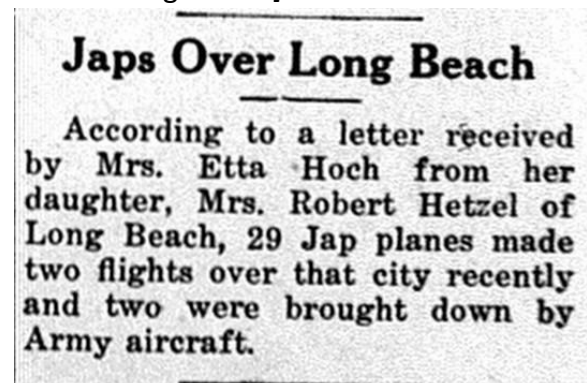 Japs Over Long Beach
According to a letter received
by Mrs. Etta Hoch from her
daughter, Mrs. Robert Hetzel of
Long Beach, 29 Jap planes made
two flights over that city recently
and two were brought down by
Army aircraft.